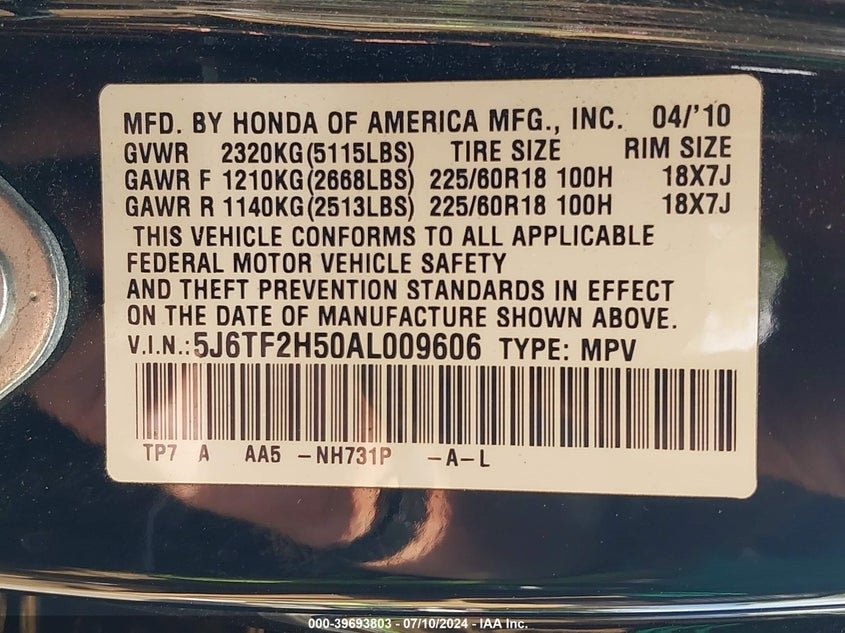 MFD. BY HONDA OF AMERICA MFG., INC. 04/'10
GVWR 2320KG(5115LBS) TIRE SIZE RIM SIZE
GAWR F 1210KG(2668LBS) 225/60R18 100H 18X7J
GAWR R 1140KG(2513LBS) 225/60R18 100H 18X7J
THIS VEHICLE CONFORMS TO ALL APPLICABLE
FEDERAL MOTOR VEHICLE SAFETY
AND THEFT PREVENTION STANDARDS IN EFFECT
ON THE DATE OF MANUFACTURE SHOWN ABOVE.
V.I.N.:5J6TF2H50AL009606 TYPE: MPV
TP7 A AA5 -NH731P -A-L
000-39693803 - 07/10/2024 - IAA Inc.